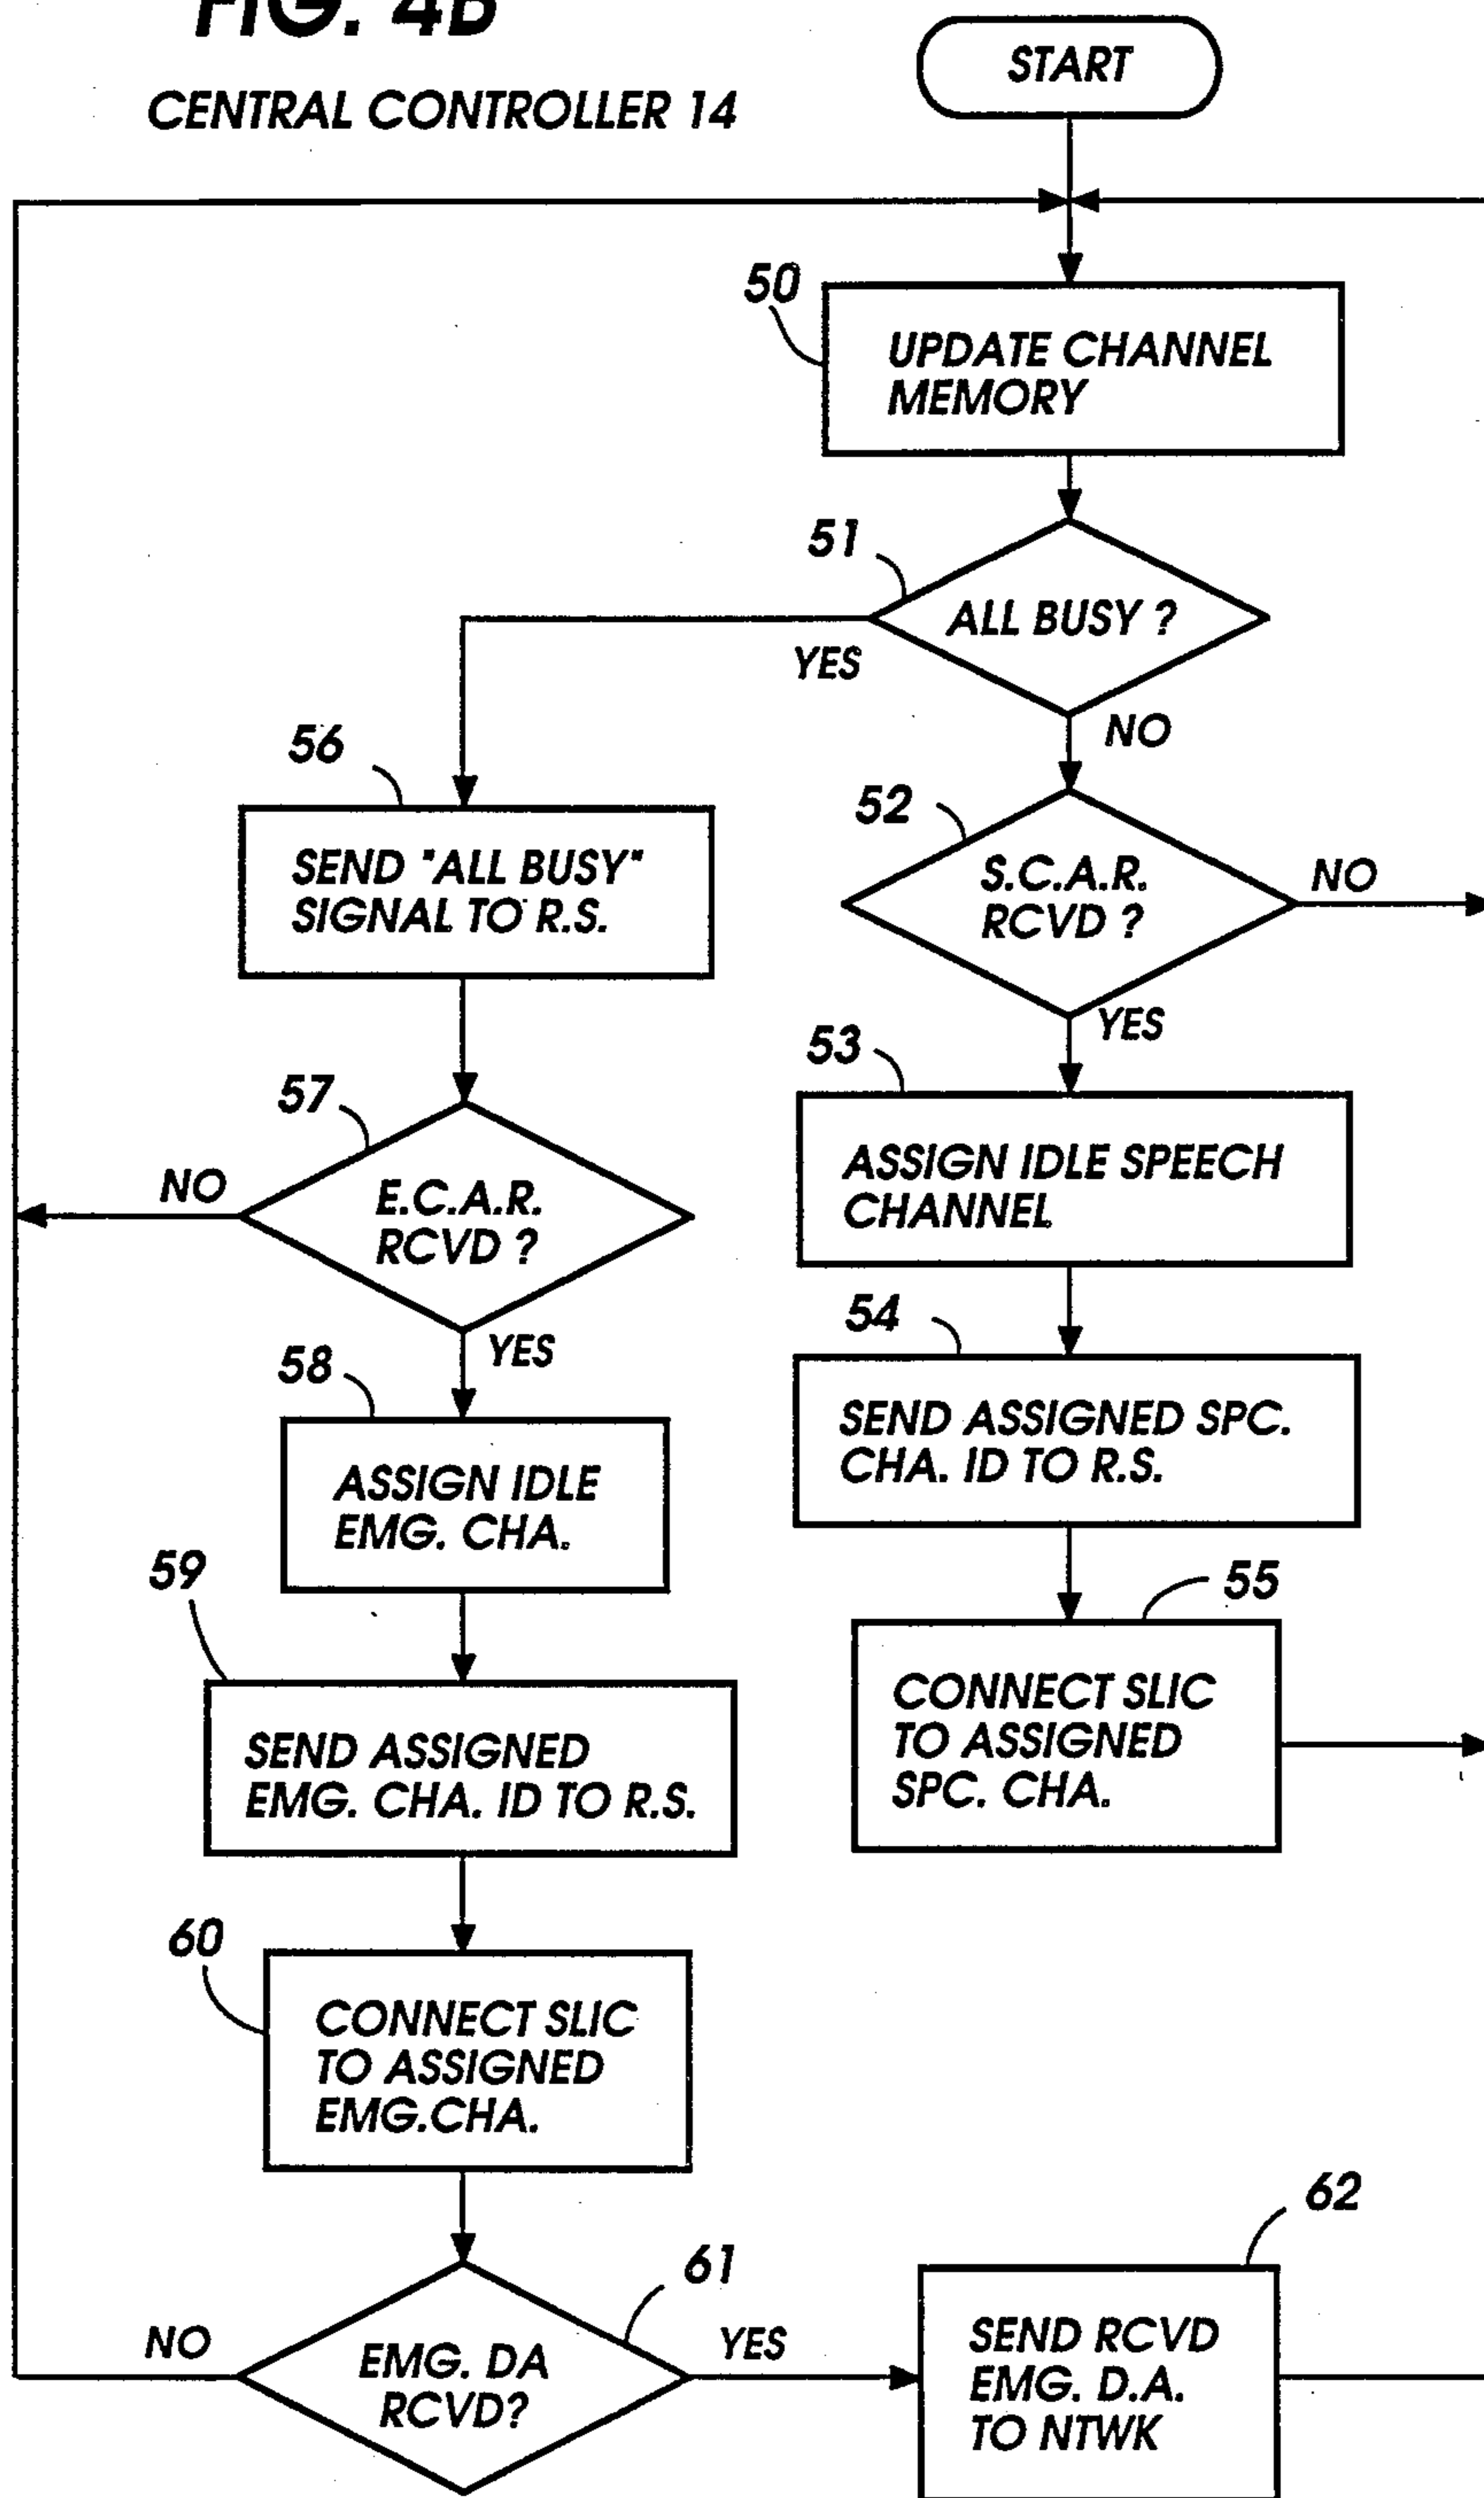 FIG. 4B
CENTRAL CONTROLLER 14
START
50
UPDATE CHANNEL
MEMORY
51
ALL BUSY ?
YES
NO
56
SEND "ALL BUSY"
SIGNAL TO R.S.
52
S.C.A.R.
RCVD ?
NO
YES
57
E.C.A.R.
RCVD ?
NO
YES
53
ASSIGN IDLE SPEECH
CHANNEL
54
SEND ASSIGNED SPC.
CHA. ID TO R.S.
58
ASSIGN IDLE
EMG. CHA.
55
CONNECT SLIC
TO ASSIGNED
SPC. CHA.
59
SEND ASSIGNED
EMG. CHA. ID TO R.S.
60
CONNECT SLIC
TO ASSIGNED
EMG.CHA.
61
EMG. DA
RCVD?
NO
YES
62
SEND RCVD
EMG. D.A.
TO NTWK